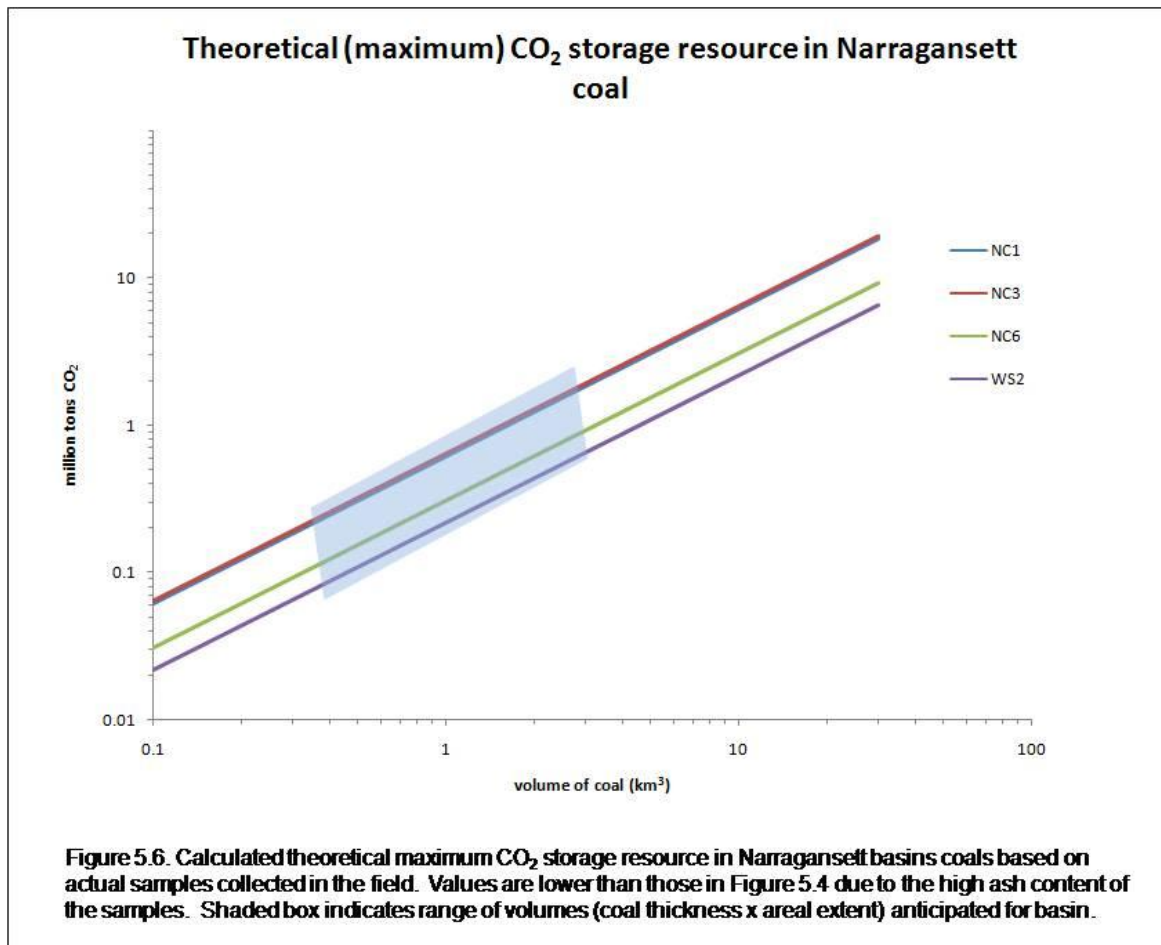 Theoretical (maximum) CO₂ storage resource in Narragansett
coal
10
1
0.1
0.01
million tons CO₂
0.1
1
10
100
volume of coal (km³)
NC1
NC3
NC6
WS2
Figure 5.6. Calculated theoretical maximum CO₂ storage resource in Narragansett basins coals based on
actual samples collected in the field. Values are lower than those in Figure 5.4 due to the high ash content of
the samples. Shaded box indicates range of volumes (coal thickness x areal extent) anticipated for basin.